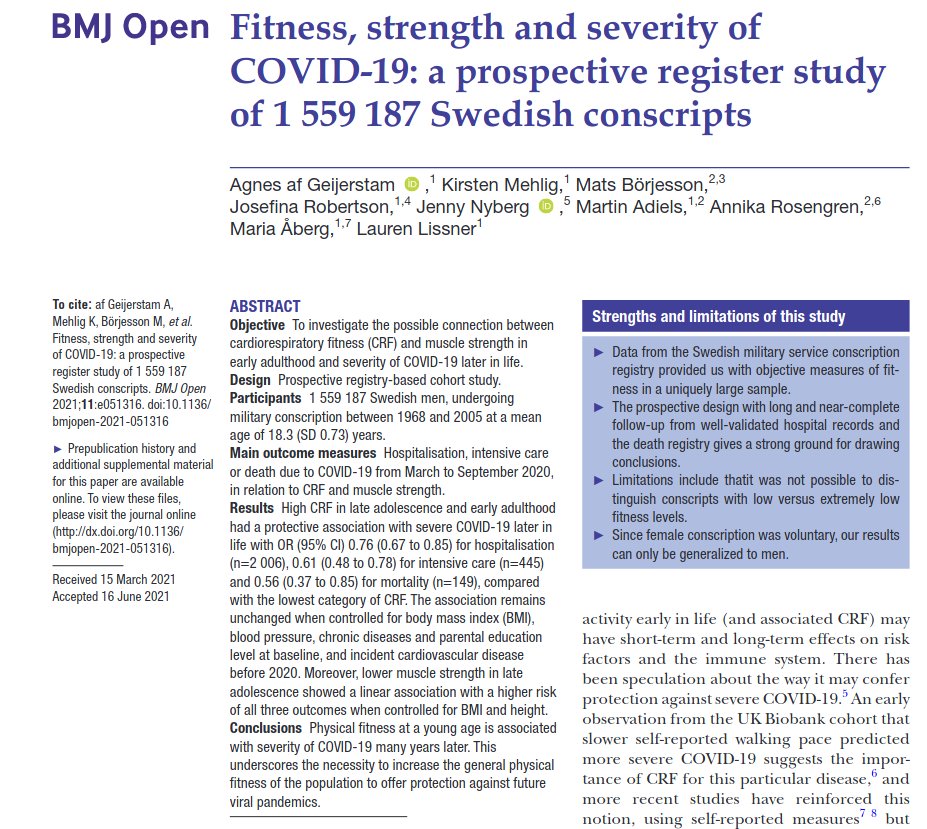 BMJ Open
Fitness, strength and severity of
COVID-19: a prospective register study
of 1 559 187 Swedish conscripts
Agnes af Geijerstam iD ,1 Kirsten Mehlig,1 Mats Börjesson,2,3
Josefina Robertson,1,4 Jenny Nyberg iD ,5 Martin Adiels,1,2 Annika Rosengren,2,6
Maria Åberg,1,7 Lauren Lissner1
To cite: af Geijerstam A,
Mehlig K, Börjesson M, et al.
Fitness, strength and severity
of COVID-19: a prospective
register study of 1 559 187
Swedish conscripts. BMJ Open
2021;11:e051316. doi:10.1136/
bmjopen-2021-051316
► Prepublication history and
additional supplemental material
for this paper are available
online. To view these files,
please visit the journal online
(http://dx.doi.org/10.1136/
bmjopen-2021-051316).
Received 15 March 2021
Accepted 16 June 2021
ABSTRACT
Objective To investigate the possible connection between
cardiorespiratory fitness (CRF) and muscle strength in
early adulthood and severity of COVID-19 later in life.
Design Prospective registry-based cohort study.
Participants 1 559 187 Swedish men, undergoing
military conscription between 1968 and 2005 at a mean
age of 18.3 (SD 0.73) years.
Main outcome measures Hospitalisation, intensive care
or death due to COVID-19 from March to September 2020,
in relation to CRF and muscle strength.
Results High CRF in late adolescence and early adulthood
had a protective association with severe COVID-19 later in
life with OR (95% CI) 0.76 (0.67 to 0.85) for hospitalisation
(n=2 006), 0.61 (0.48 to 0.78) for intensive care (n=445)
and 0.56 (0.37 to 0.85) for mortality (n=149), compared
with the lowest category of CRF. The association remains
unchanged when controlled for body mass index (BMI),
blood pressure, chronic diseases and parental education
level at baseline, and incident cardiovascular disease
before 2020. Moreover, lower muscle strength in late
adolescence showed a linear association with a higher risk
of all three outcomes when controlled for BMI and height.
Conclusions Physical fitness at a young age is associated
with severity of COVID-19 many years later. This
underscores the necessity to increase the general physical
fitness of the population to offer protection against future
viral pandemics.
Strengths and limitations of this study
► Data from the Swedish military service conscription
registry provided us with objective measures of fit-
ness in a uniquely large sample.
► The prospective design with long and near-complete
follow-up from well-validated hospital records and
the death registry gives a strong ground for drawing
conclusions.
► Limitations include thatit was not possible to dis-
tinguish conscripts with low versus extremely low
fitness levels.
► Since female conscription was voluntary, our results
can only be generalized to men.
activity early in life (and associated CRF) may
have short-term and long-term effects on risk
factors and the immune system. There has
been speculation about the way it may confer
protection against severe COVID-19.5 An early
observation from the UK Biobank cohort that
slower self-reported walking pace predicted
more severe COVID-19 suggests the impor-
tance of CRF for this particular disease,6 and
more recent studies have reinforced this
notion, using self-reported measures7 8 but